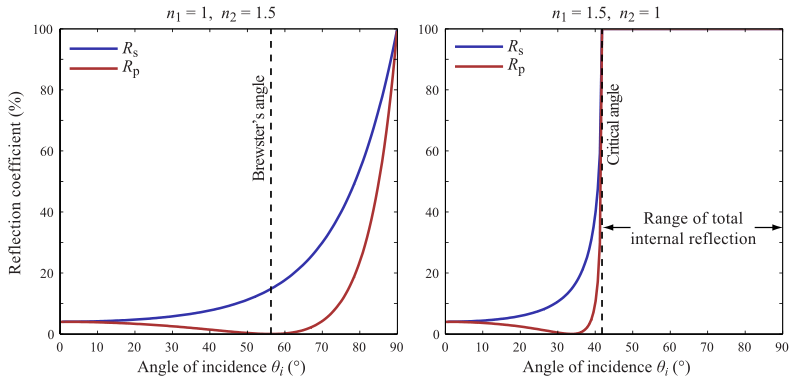 n₁ = 1, n₂ = 1.5
Rₛ
Rₚ
Brewster's angle
Reflection coefficient (%)
100
80
60
40
20
0
0 10 20 30 40 50 60 70 80 90
Angle of incidence θᵢ (°)
n₁ = 1.5, n₂ = 1
Rₛ
Rₚ
Critical angle
Range of total
internal reflection
100
80
60
40
20
0
0 10 20 30 40 50 60 70 80 90
Angle of incidence θᵢ (°)